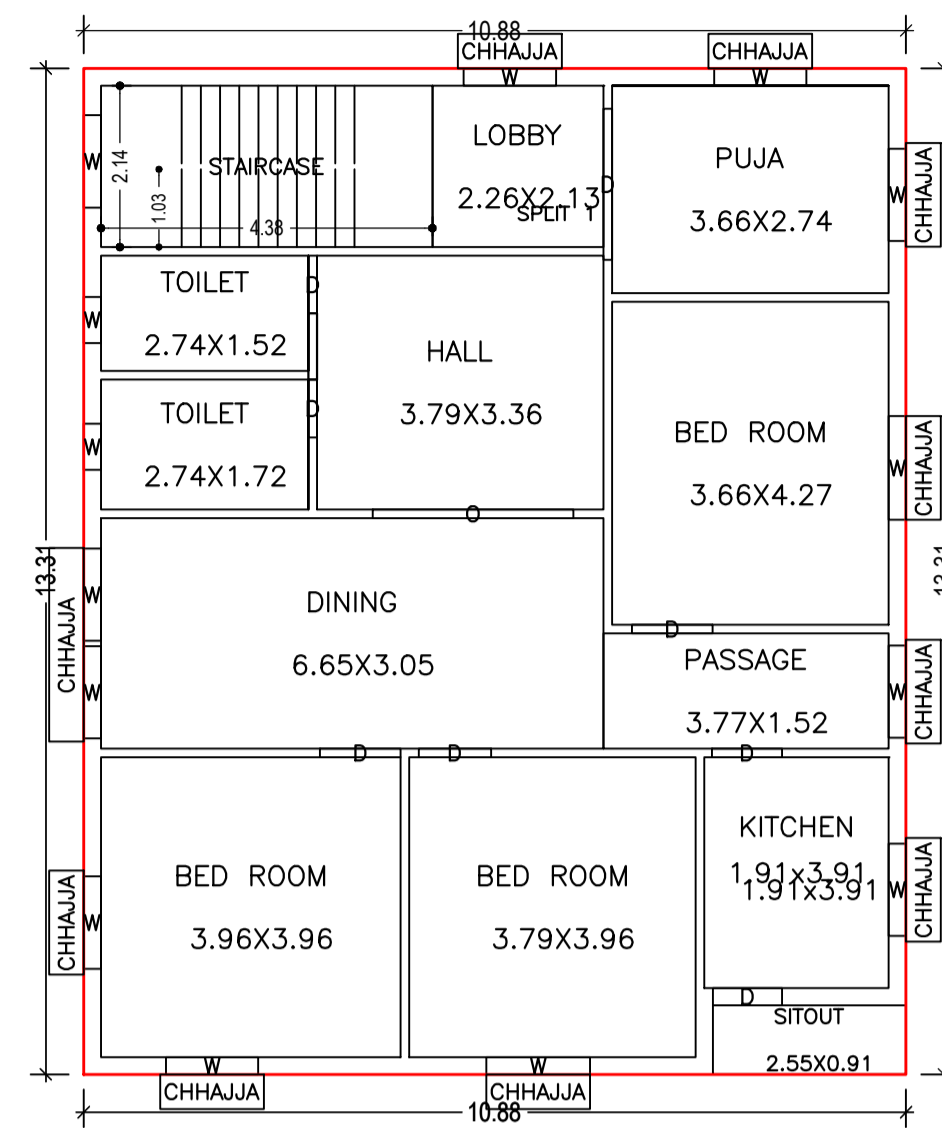 10.88
CHHAJJA
CHHAJJA
W
W
LOBBY
2.26X2.13
SPLIT 1
D
PUJA
3.66X2.74
W
CHHAJJA
W
2.14
STAIRCASE
1.03
4.38
TOILET
2.74X1.52
D
W
HALL
3.79X3.36
TOILET
2.74X1.72
D
W
BED ROOM
3.66X4.27
W
CHHAJJA
O
13.31
W
CHHAJJA
W
DINING
6.65X3.05
D
PASSAGE
3.77X1.52
W
CHHAJJA
D
D
D
BED ROOM
3.96X3.96
W
CHHAJJA
BED ROOM
3.79X3.96
KITCHEN
1.91x3.91
1.91x3.91
W
CHHAJJA
D
SITOUT
2.55X0.91
W
W
CHHAJJA
CHHAJJA
10.88